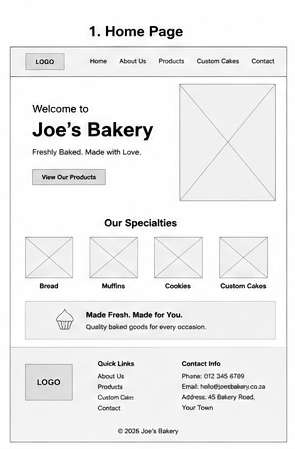 1. Home Page
LOGO Home About Us Products Custom Cakes Contact
Welcome to
Joe's Bakery
Freshly Baked. Made with Love.
View Our Products
Our Specialties
Bread Muffins Cookies Custom Cakes
Made Fresh. Made for You.
Quality baked goods for every occasion.
LOGO
Quick Links
About Us
Products
Custom Cakes
Contact
Contact Info
Phone: 012 345 6789
Email: hello@joesbakery.co.za
Address: 45 Bakery Road,
Your Town
© 2026 Joe's Bakery